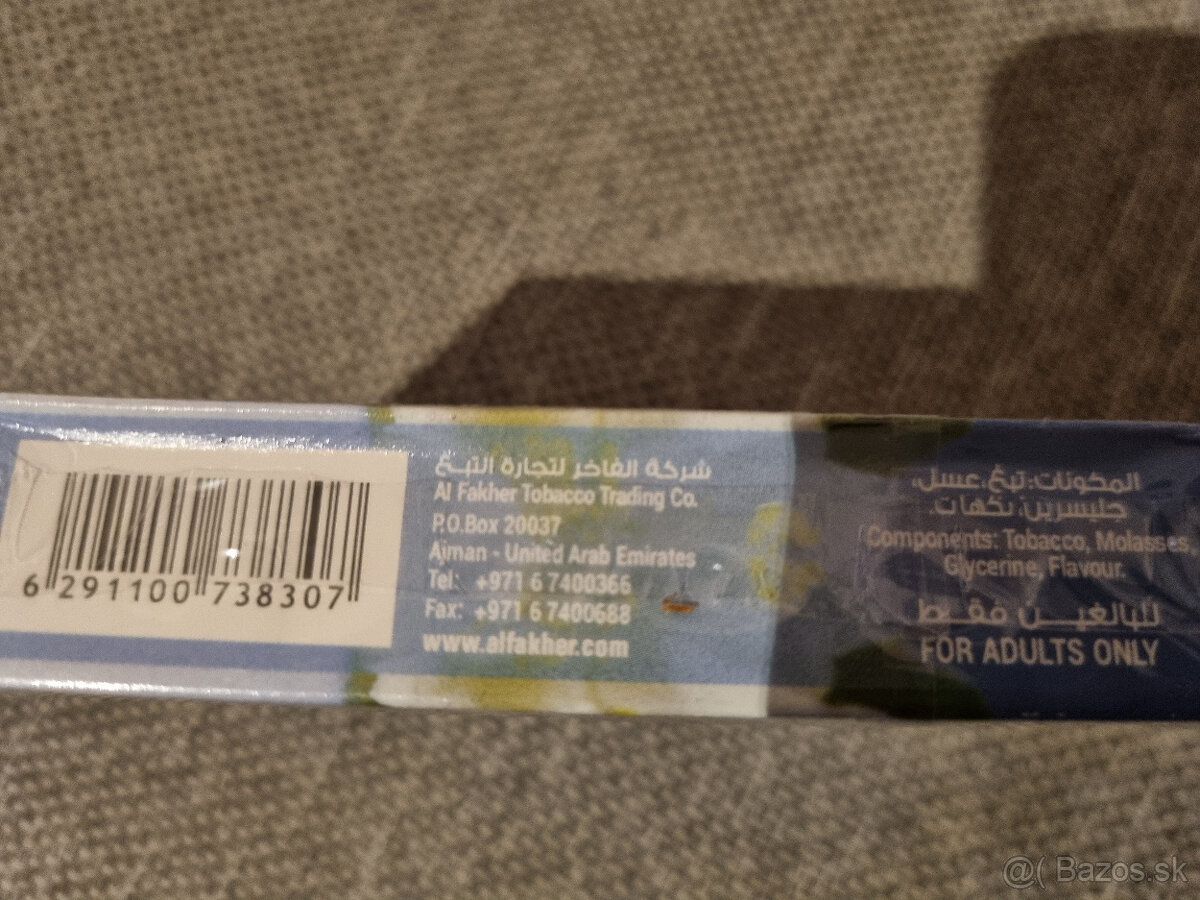 6 291100 738307
شركة الفاخر لتجارة التبغ
Al Fakher Tobacco Trading Co.
P.O.Box 20037
Ajman - United Arab Emirates
Tel: +971 6 7400366
Fax: +971 6 7400688
www.alfakher.com
المكونات: تبغ، عسل،
جليسرين، نكهات.
Components: Tobacco, Molasses,
Glycerine, Flavour.
للبالغين فقط
FOR ADULTS ONLY
@( Bazos.sk